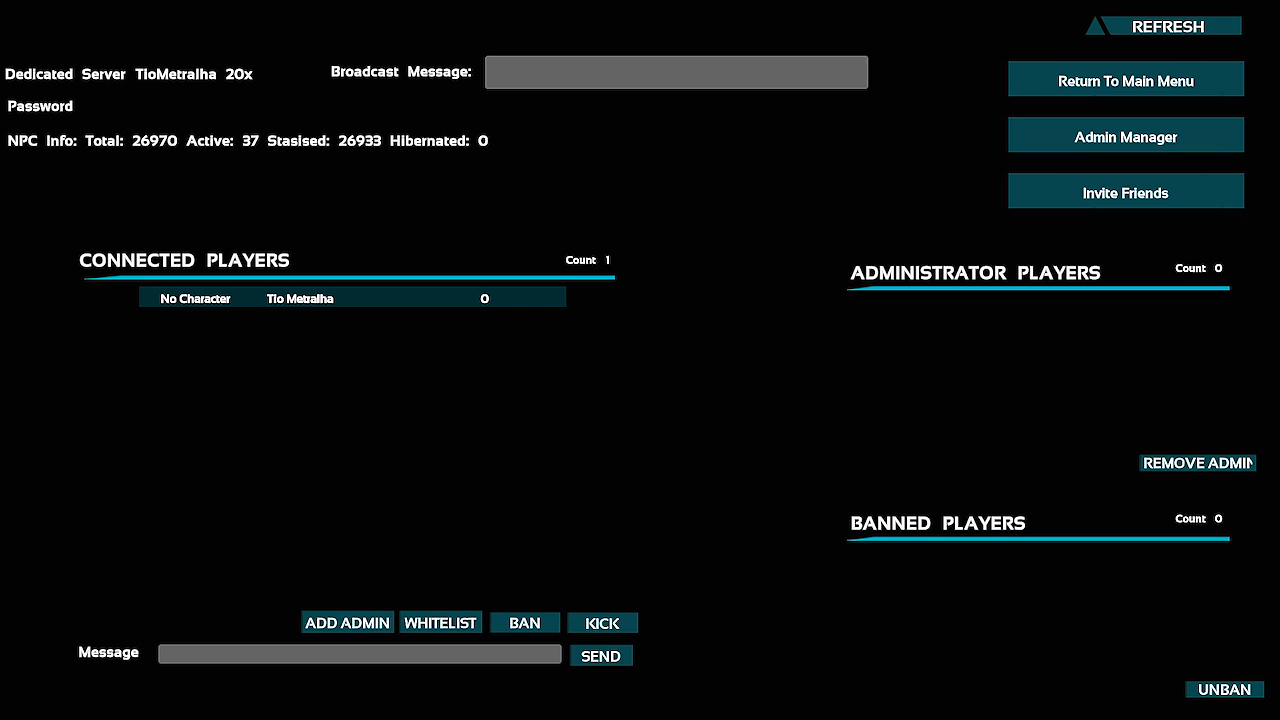 REFRESH
Dedicated Server TioMetralha 20x
Broadcast Message:
Return To Main Menu
Password
NPC Info: Total: 26970 Active: 37 Stasised: 26933 Hibernated: 0
Admin Manager
Invite Friends
CONNECTED PLAYERS
Count 1
No Character Tio Metralha 0
ADMINISTRATOR PLAYERS
Count 0
REMOVE ADMIN
BANNED PLAYERS
Count 0
ADD ADMIN
WHITELIST
BAN
KICK
Message
SEND
UNBAN